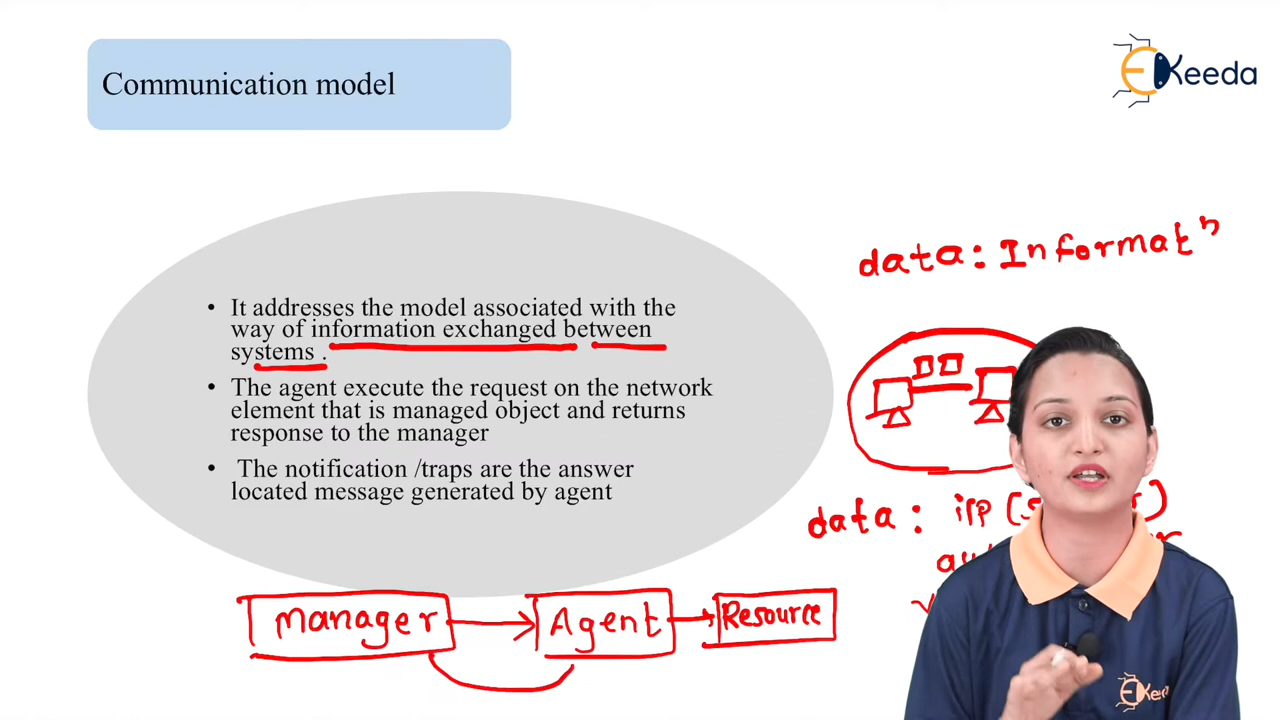 Communication model
EKeeda
data: Informatⁿ
• It addresses the model associated with the
way of information exchanged between
systems .
• The agent execute the request on the network
element that is managed object and returns
response to the manager
• The notification /traps are the answer
located message generated by agent
data: i/p
manager
Agent
Resource
EKeeda